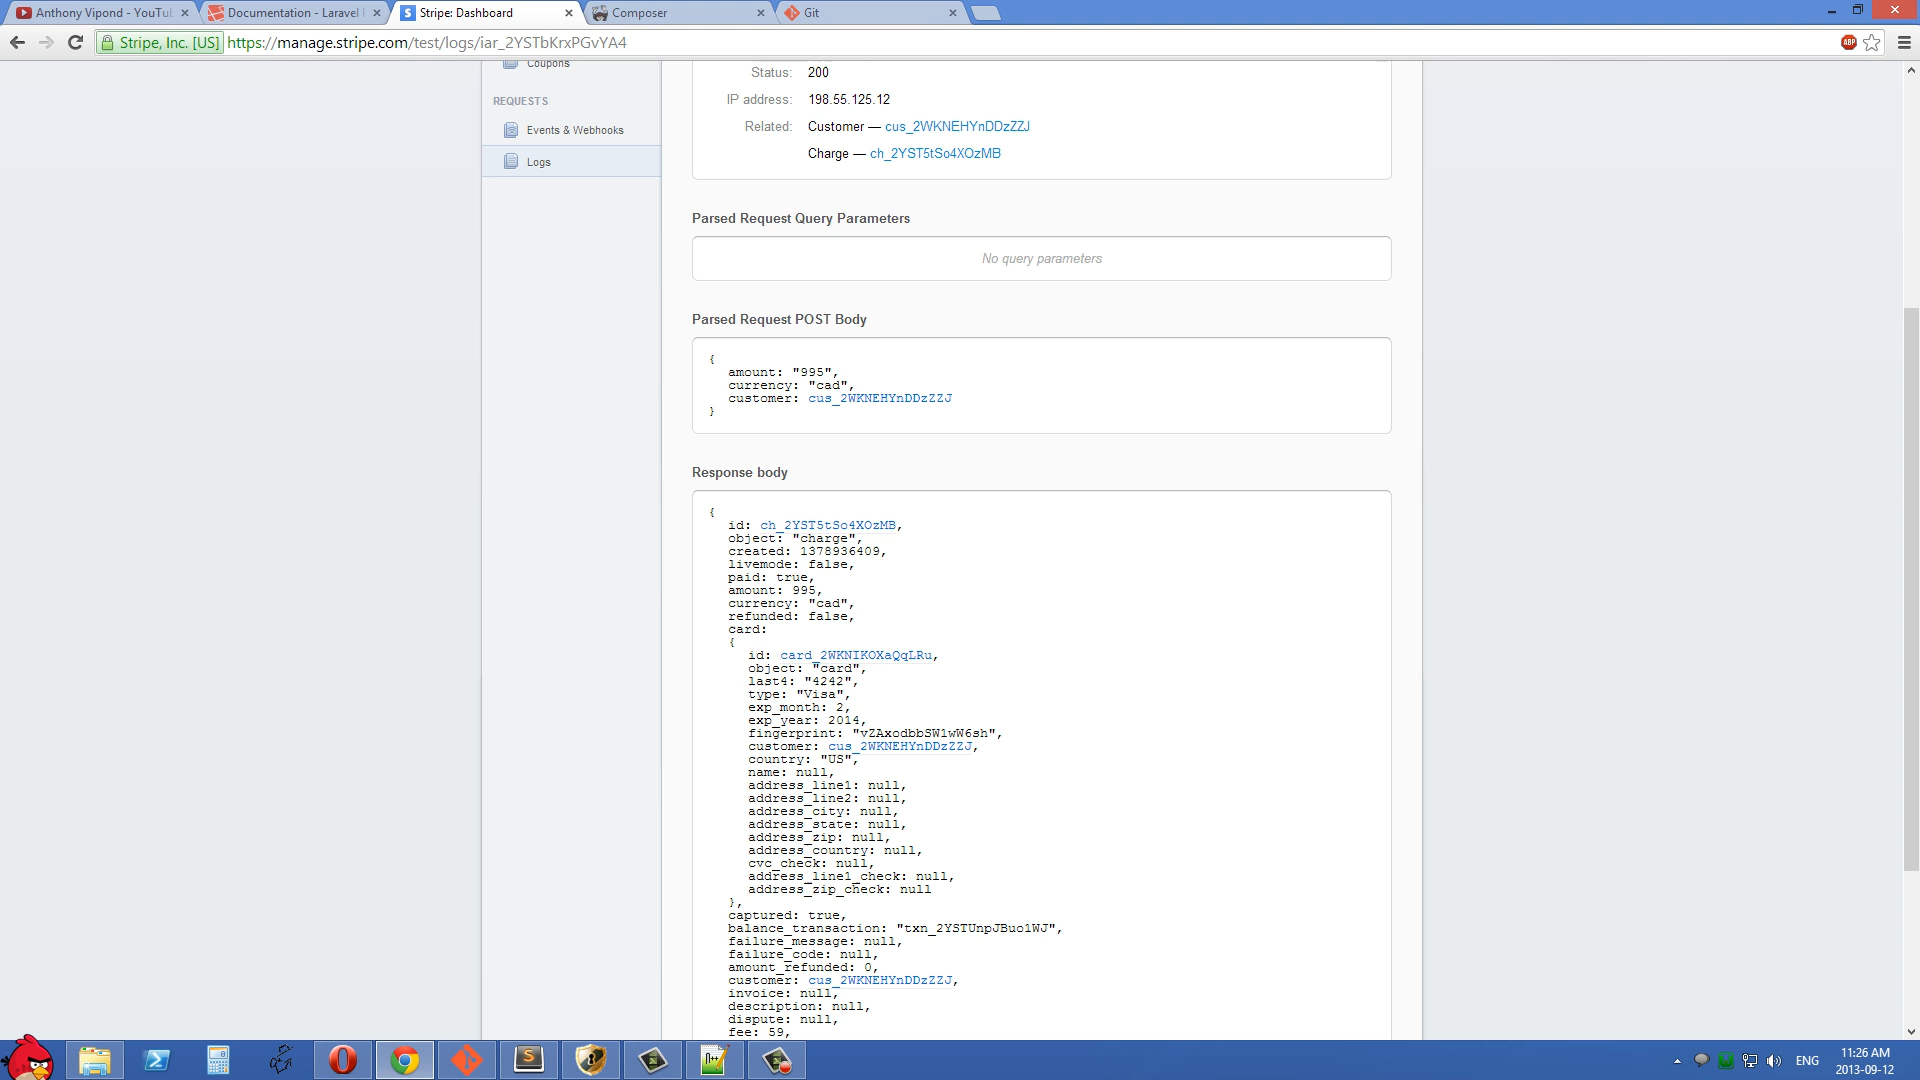 Anthony Vipond - YouTu
Documentation - Laravel
Stripe: Dashboard
Composer
Git
Stripe, Inc. [US]
https://manage.stripe.com/test/logs/iar_2YSTbKrxPGvYA4
ABP
Coupons
REQUESTS
Events & Webhooks
Logs
Status: 200
IP address: 198.55.125.12
Related: Customer — cus_2WKNEHYnDDzZZJ
Charge — ch_2YST5tSo4XOzMB
Parsed Request Query Parameters
No query parameters
Parsed Request POST Body
{
amount: "995",
currency: "cad",
customer: cus_2WKNEHYnDDzZZJ
}
Response body
{
id: ch_2YST5tSo4XOzMB,
object: "charge",
created: 1378936409,
livemode: false,
paid: true,
amount: 995,
currency: "cad",
refunded: false,
card:
{
id: card_2WKNIKOXaQqLRu,
object: "card",
last4: "4242",
type: "Visa",
exp_month: 2,
exp_year: 2014,
fingerprint: "vZAxodbbSW1wW6sh",
customer: cus_2WKNEHYnDDzZZJ,
country: "US",
name: null,
address_line1: null,
address_line2: null,
address_city: null,
address_state: null,
address_zip: null,
address_country: null,
cvc_check: null,
address_line1_check: null,
address_zip_check: null
},
captured: true,
balance_transaction: "txn_2YSTUnpJBuo1WJ",
failure_message: null,
failure_code: null,
amount_refunded: 0,
customer: cus_2WKNEHYnDDzZZJ,
invoice: null,
description: null,
dispute: null,
fee: 59,
ENG
11:26 AM
2013-09-12